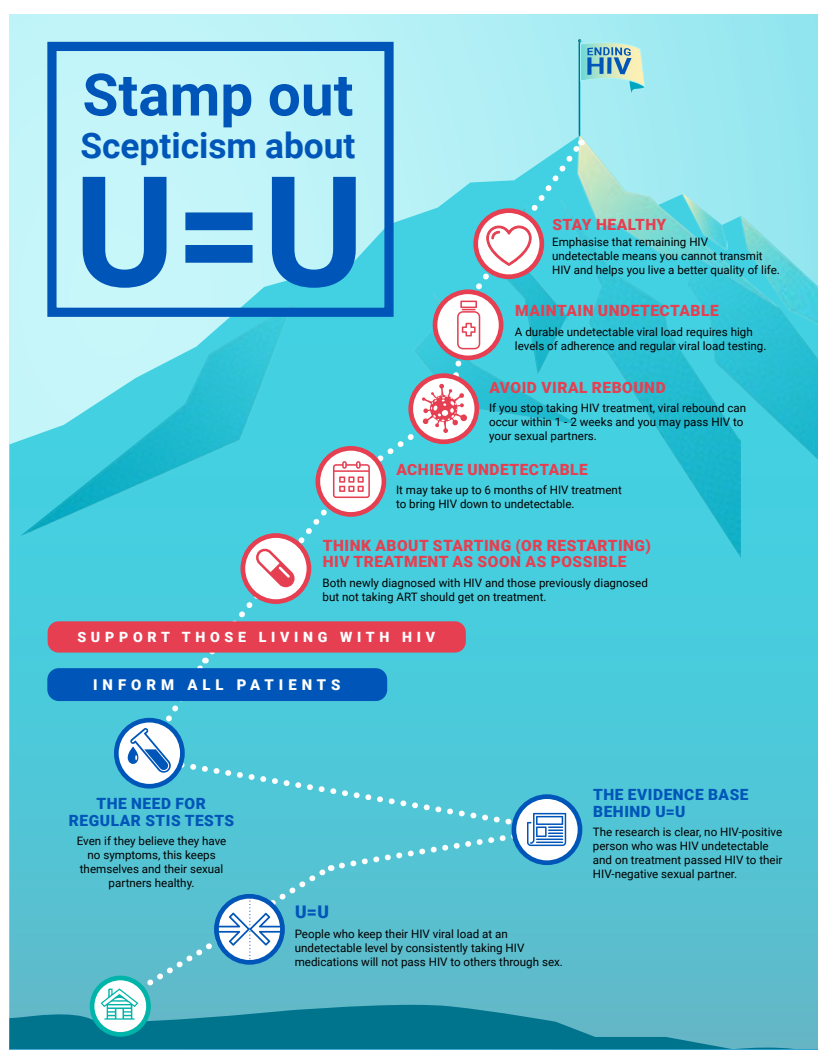 Stamp out
Scepticism about
U=U
ENDING
HIV
STAY HEALTHY
Emphasise that remaining HIV
undetectable means you cannot transmit
HIV and helps you live a better quality of life.
MAINTAIN UNDETECTABLE
A durable undetectable viral load requires high
levels of adherence and regular viral load testing.
AVOID VIRAL REBOUND
If you stop taking HIV treatment, viral rebound can
occur within 1 - 2 weeks and you may pass HIV to
your sexual partners.
ACHIEVE UNDETECTABLE
It may take up to 6 months of HIV treatment
to bring HIV down to undetectable.
THINK ABOUT STARTING (OR RESTARTING)
HIV TREATMENT AS SOON AS POSSIBLE
Both newly diagnosed with HIV and those previously diagnosed
but not taking ART should get on treatment.
SUPPORT THOSE LIVING WITH HIV
INFORM ALL PATIENTS
THE NEED FOR
REGULAR STIS TESTS
Even if they believe they have
no symptoms, this keeps
themselves and their sexual
partners healthy.
THE EVIDENCE BASE
BEHIND U=U
The research is clear, no HIV-positive
person who was HIV undetectable
and on treatment passed HIV to their
HIV-negative sexual partner.
U=U
People who keep their HIV viral load at an
undetectable level by consistently taking HIV
medications will not pass HIV to others through sex.